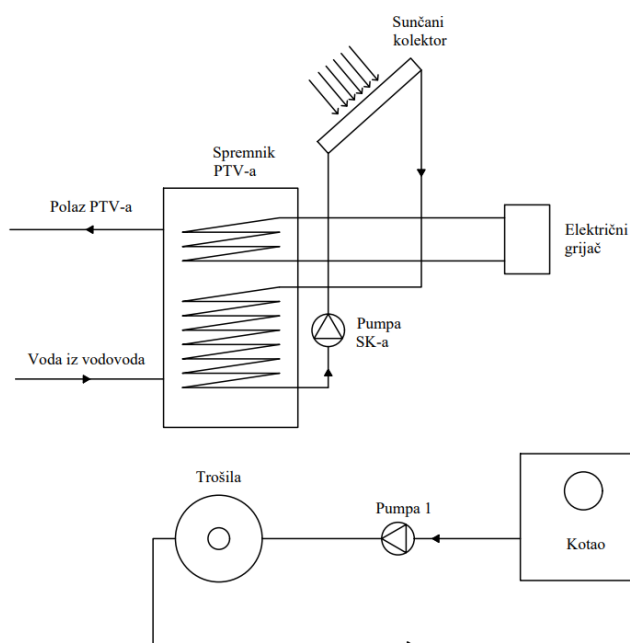 Sunčani
kolektor
Spremnik
PTV-a
Polaz PTV-a
Električni
grijač
Pumpa
SK-a
Voda iz vodovoda
Trošila
Pumpa 1
Kotao